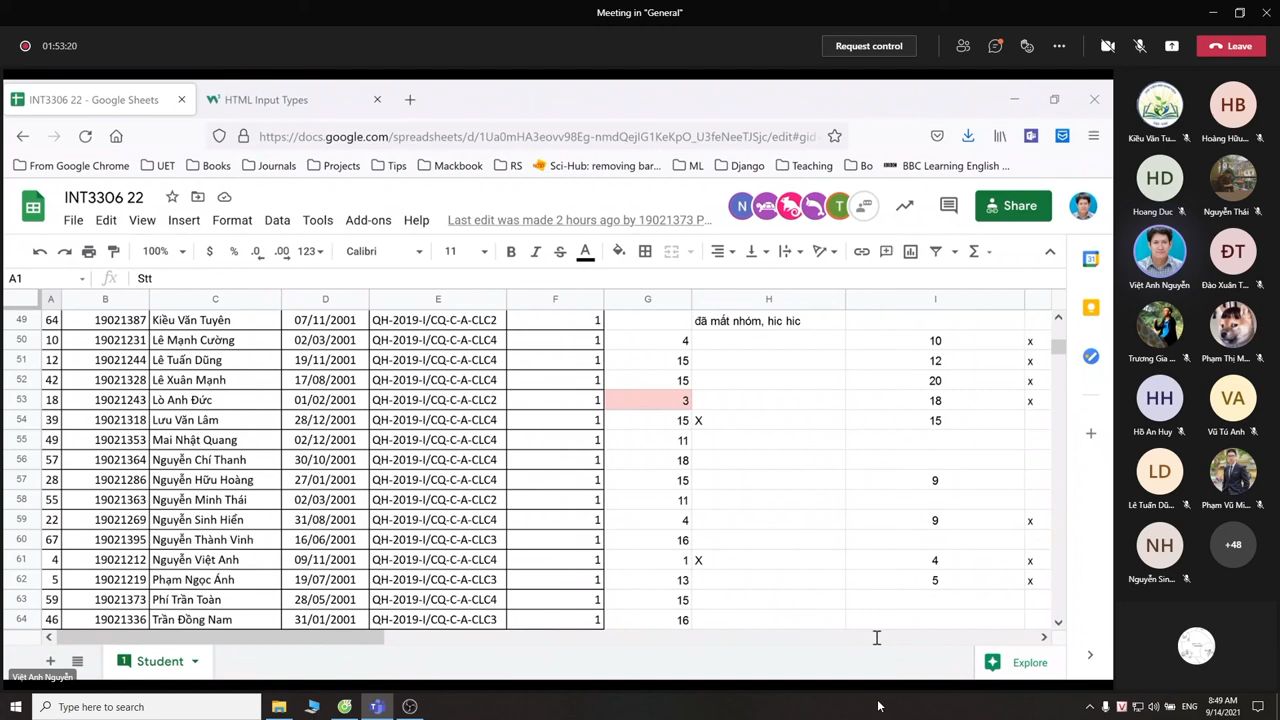 Meeting in "General"
01:53:20
Request control
Leave
INT3306 22 - Google Sheets
HTML Input Types
https://docs.google.com/spreadsheets/d/1Ua0mHA3eovv98Eg-nmdQeiIG1KeKpO_U3feNeeTJSjc/edit#gid
From Google Chrome UET Books Journals Projects Tips Mackbook RS Sci-Hub: removing bar... ML Django Teaching Bo BBC Learning English ...
INT3306 22
N T Share
File Edit View Insert Format Data Tools Add-ons Help Last edit was made 2 hours ago by 19021373 P...
100% $ % .0 .00 123 Calibri 11 B I S A
A1 fx Stt
A B C D E F G H I
49 64 19021387 Kiều Văn Tuyên 07/11/2001 QH-2019-I/CQ-C-A-CLC2 1 đã mất nhóm, hic hic
50 10 19021231 Lê Mạnh Cường 02/03/2001 QH-2019-I/CQ-C-A-CLC4 1 4 10 x
51 12 19021244 Lê Tuấn Dũng 19/11/2001 QH-2019-I/CQ-C-A-CLC4 1 15 12 x
52 42 19021328 Lê Xuân Mạnh 17/08/2001 QH-2019-I/CQ-C-A-CLC4 1 15 20 x
53 18 19021243 Lò Anh Đức 01/02/2001 QH-2019-I/CQ-C-A-CLC4 1 3 18 x
54 39 19021318 Lưu Văn Lâm 28/12/2001 QH-2019-I/CQ-C-A-CLC4 1 15 X 15
55 49 19021353 Mai Nhật Quang 02/12/2001 QH-2019-I/CQ-C-A-CLC4 1 11
56 57 19021364 Nguyễn Chí Thanh 30/10/2001 QH-2019-I/CQ-C-A-CLC4 1 18
57 28 19021286 Nguyễn Hữu Hoàng 27/01/2001 QH-2019-I/CQ-C-A-CLC4 1 15 9
58 55 19021363 Nguyễn Minh Thái 02/03/2001 QH-2019-I/CQ-C-A-CLC2 1 11
59 22 19021269 Nguyễn Sinh Hiển 31/08/2001 QH-2019-I/CQ-C-A-CLC4 1 4 9 x
60 67 19021395 Nguyễn Thành Vinh 16/06/2001 QH-2019-I/CQ-C-A-CLC3 1 16
61 4 19021212 Nguyễn Việt Anh 09/11/2001 QH-2019-I/CQ-C-A-CLC4 1 1 X 4 x
62 5 19021219 Phạm Ngọc Ánh 19/07/2001 QH-2019-I/CQ-C-A-CLC3 1 13 5 x
63 59 19021373 Phí Trần Toàn 28/05/2001 QH-2019-I/CQ-C-A-CLC4 1 15
64 46 19021336 Trần Đồng Nam 31/01/2001 QH-2019-I/CQ-C-A-CLC3 1 16
1 Student
Explore
Việt Anh Nguyễn
HB
Kiều Văn Tu... Hoàng Hữu...
HD
Hoang Duc Nguyễn Thái
ĐT
Việt Anh Nguyễn Đào Xuân T...
Trương Gia ... Phạm Thị M...
HH VA
Hồ An Huy Vũ Tú Anh
LD
Lê Tuấn Dũ... Phạm Vũ Mi...
NH +48
Nguyễn Sin...
Type here to search
ENG
8:49 AM
9/14/2021